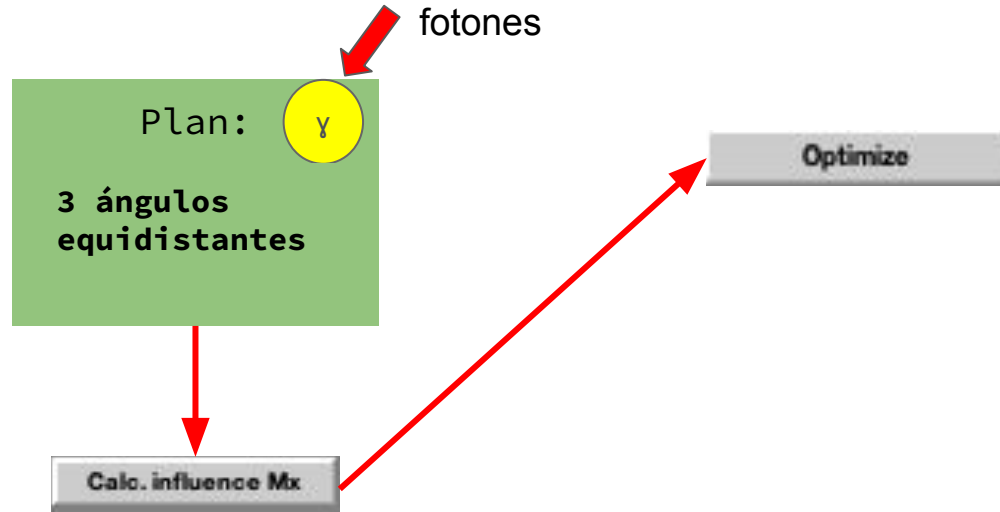 fotones
Plan:
γ
3 ángulos
equidistantes
Optimize
Calc. influence Mx